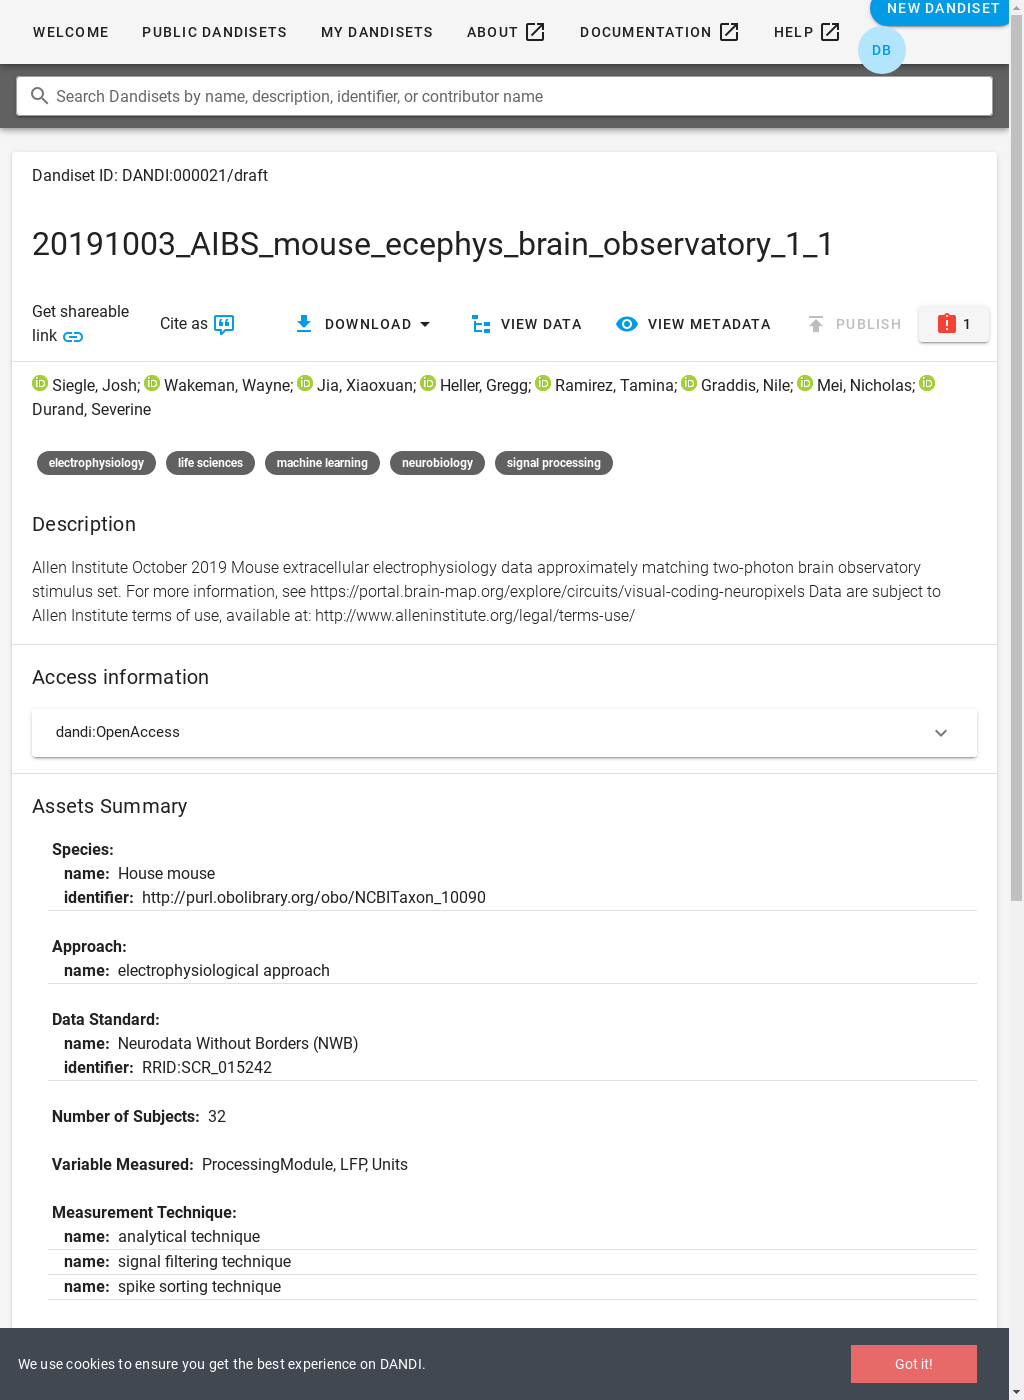 NEW DANDISET
WELCOME PUBLIC DANDISETS MY DANDISETS ABOUT DOCUMENTATION HELP
DB
Search Dandisets by name, description, identifier, or contributor name
Dandiset ID: DANDI:000021/draft
20191003_AIBS_mouse_ecephys_brain_observatory_1_1
Get shareable
link
Cite as DOWNLOAD VIEW DATA VIEW METADATA PUBLISH 1
Siegle, Josh; Wakeman, Wayne; Jia, Xiaoxuan; Heller, Gregg; Ramirez, Tamina; Graddis, Nile; Mei, Nicholas;
Durand, Severine
electrophysiology life sciences machine learning neurobiology signal processing
Description
Allen Institute October 2019 Mouse extracellular electrophysiology data approximately matching two-photon brain observatory
stimulus set. For more information, see https://portal.brain-map.org/explore/circuits/visual-coding-neuropixels Data are subject to
Allen Institute terms of use, available at: http://www.alleninstitute.org/legal/terms-use/
Access information
dandi:OpenAccess
Assets Summary
Species:
name: House mouse
identifier: http://purl.obolibrary.org/obo/NCBITaxon_10090
Approach:
name: electrophysiological approach
Data Standard:
name: Neurodata Without Borders (NWB)
identifier: RRID:SCR_015242
Number of Subjects: 32
Variable Measured: ProcessingModule, LFP, Units
Measurement Technique:
name: analytical technique
name: signal filtering technique
name: spike sorting technique
We use cookies to ensure you get the best experience on DANDI.
Got it!